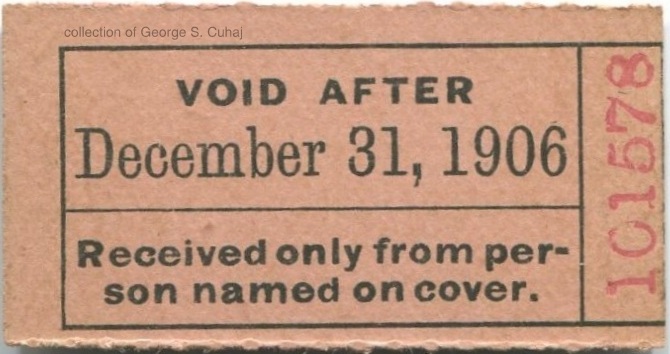 collection of George S. Cuhaj
VOID AFTER
December 31, 1906
Received only from per-
son named on cover.
101578